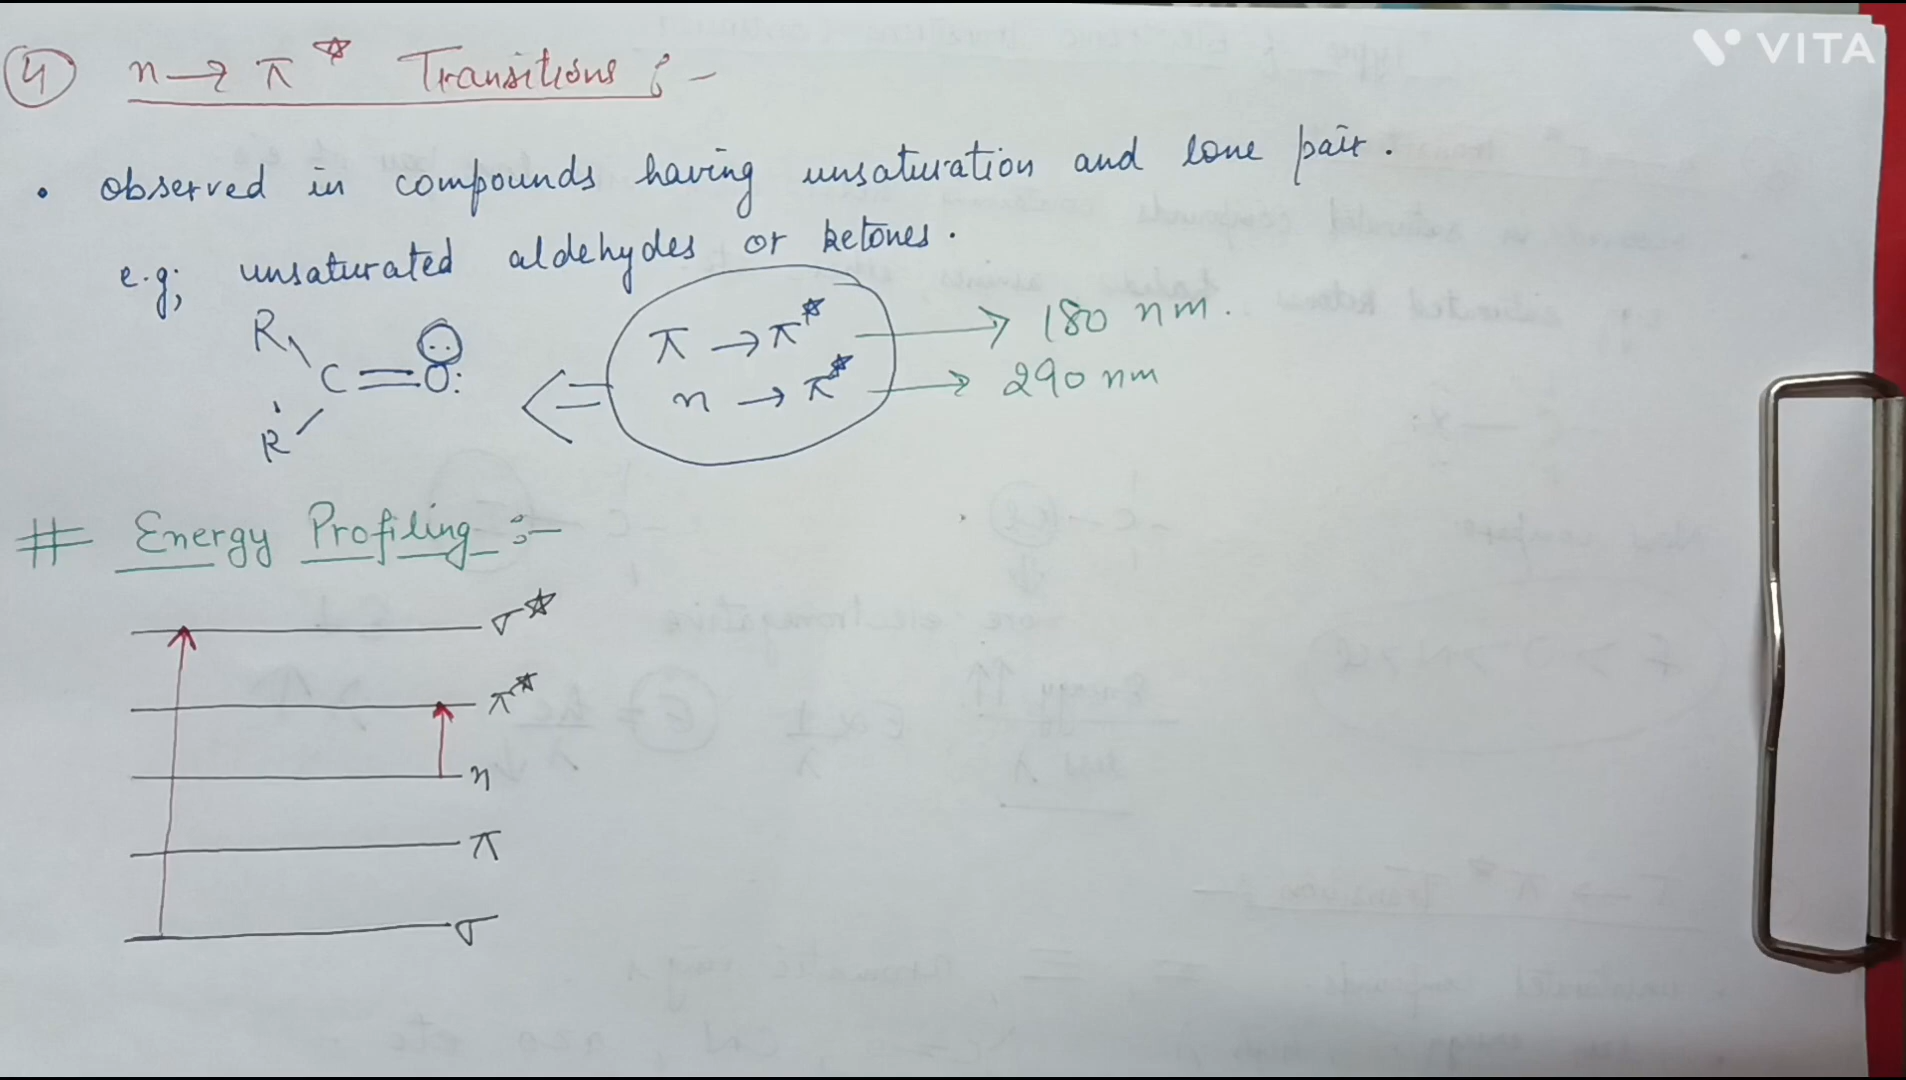 VITA
④ n → π* Transitions :-
• observed in compounds having unsaturation and lone pair.
e.g; unsaturated aldehydes or ketones.
R C = O:
R'
π → π* → 180 nm.
n → π* → 290 nm
# Energy Profiling :-
σ*
π*
n
π
σ